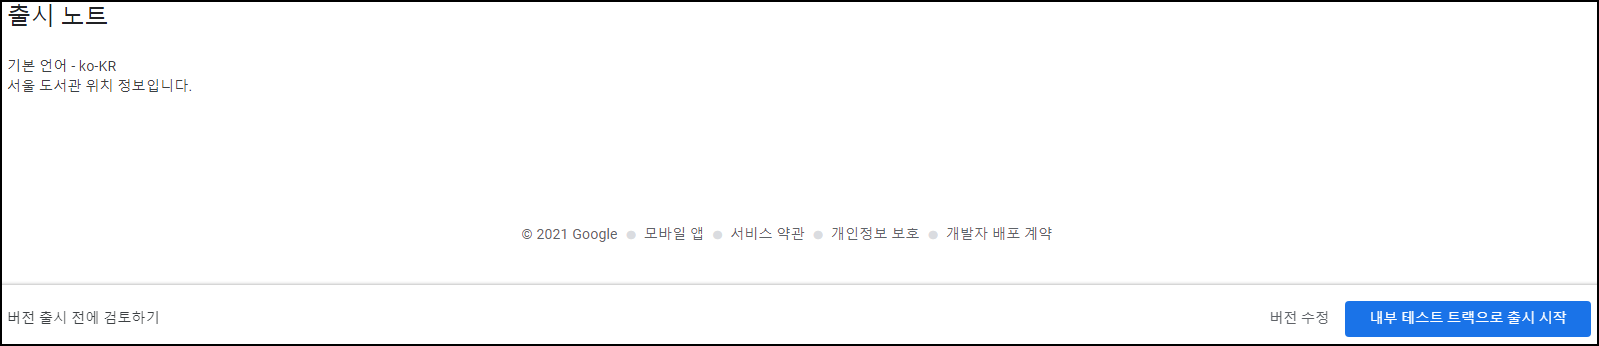 출시 노트
기본 언어 - ko-KR
서울 도서관 위치 정보입니다.
© 2021 Google ● 모바일 앱 ● 서비스 약관 ● 개인정보 보호 ● 개발자 배포 계약
버전 출시 전에 검토하기 버전 수정 내부 테스트 트랙으로 출시 시작